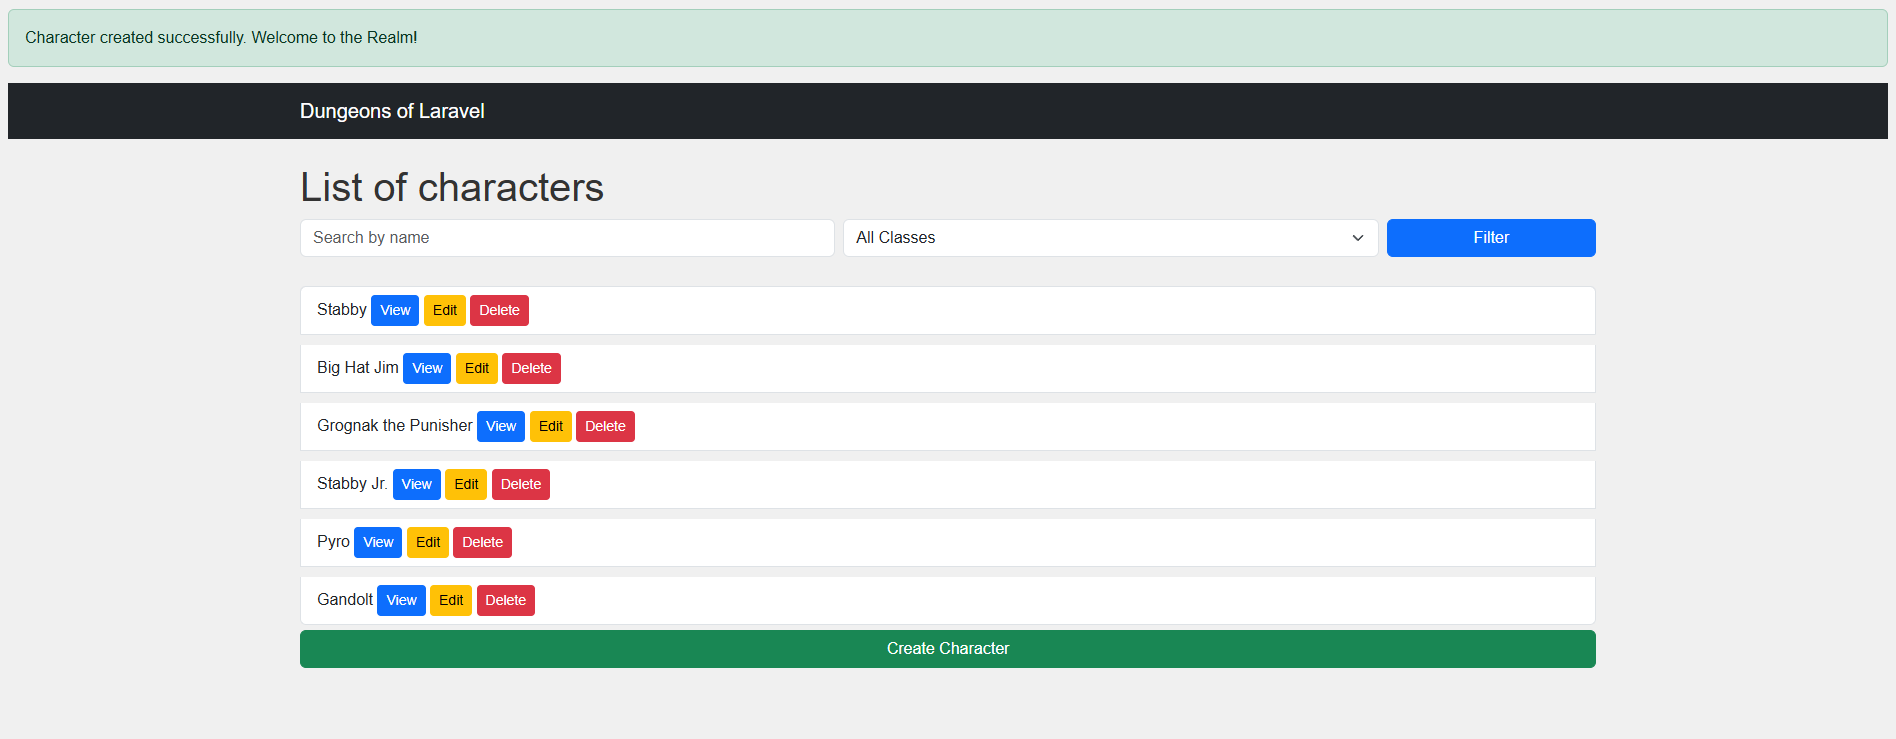 Character created successfully. Welcome to the Realm!
Dungeons of Laravel
List of characters
Search by name All Classes Filter
Stabby View Edit Delete
Big Hat Jim View Edit Delete
Grognak the Punisher View Edit Delete
Stabby Jr. View Edit Delete
Pyro View Edit Delete
Gandolt View Edit Delete
Create Character